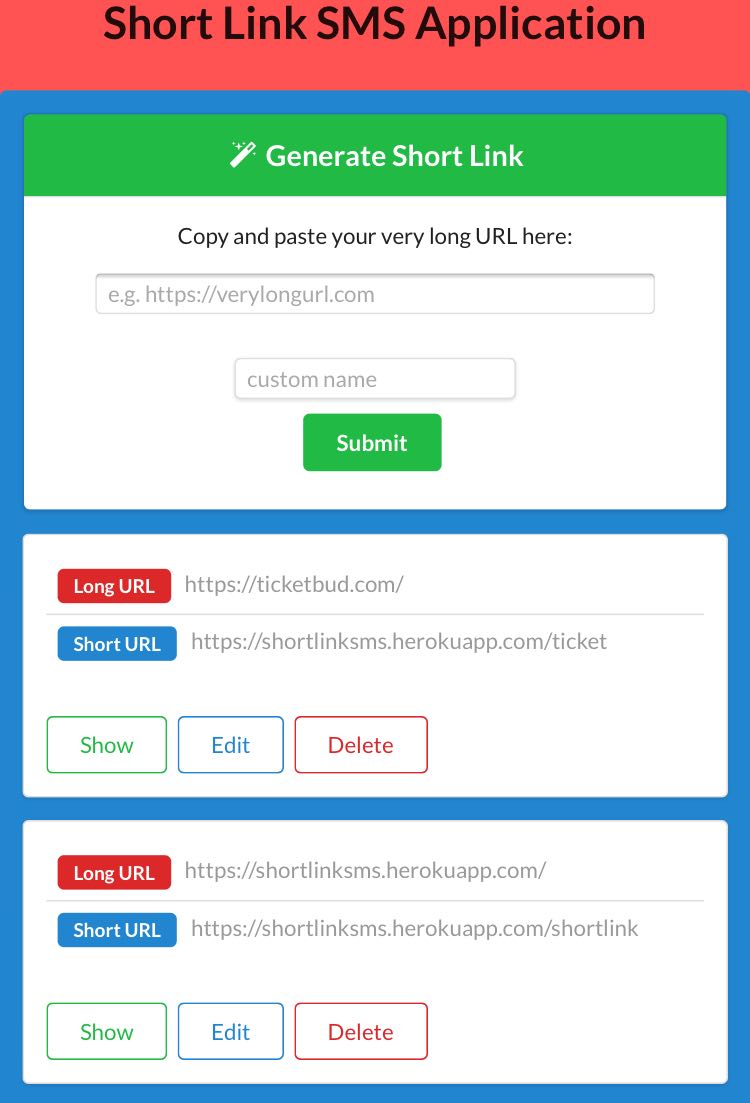 Short Link SMS Application
Generate Short Link
Copy and paste your very long URL here:
e.g. https://verylongurl.com
custom name
Submit
Long URL https://ticketbud.com/
Short URL https://shortlinksms.herokuapp.com/ticket
Show Edit Delete
Long URL https://shortlinksms.herokuapp.com/
Short URL https://shortlinksms.herokuapp.com/shortlink
Show Edit Delete